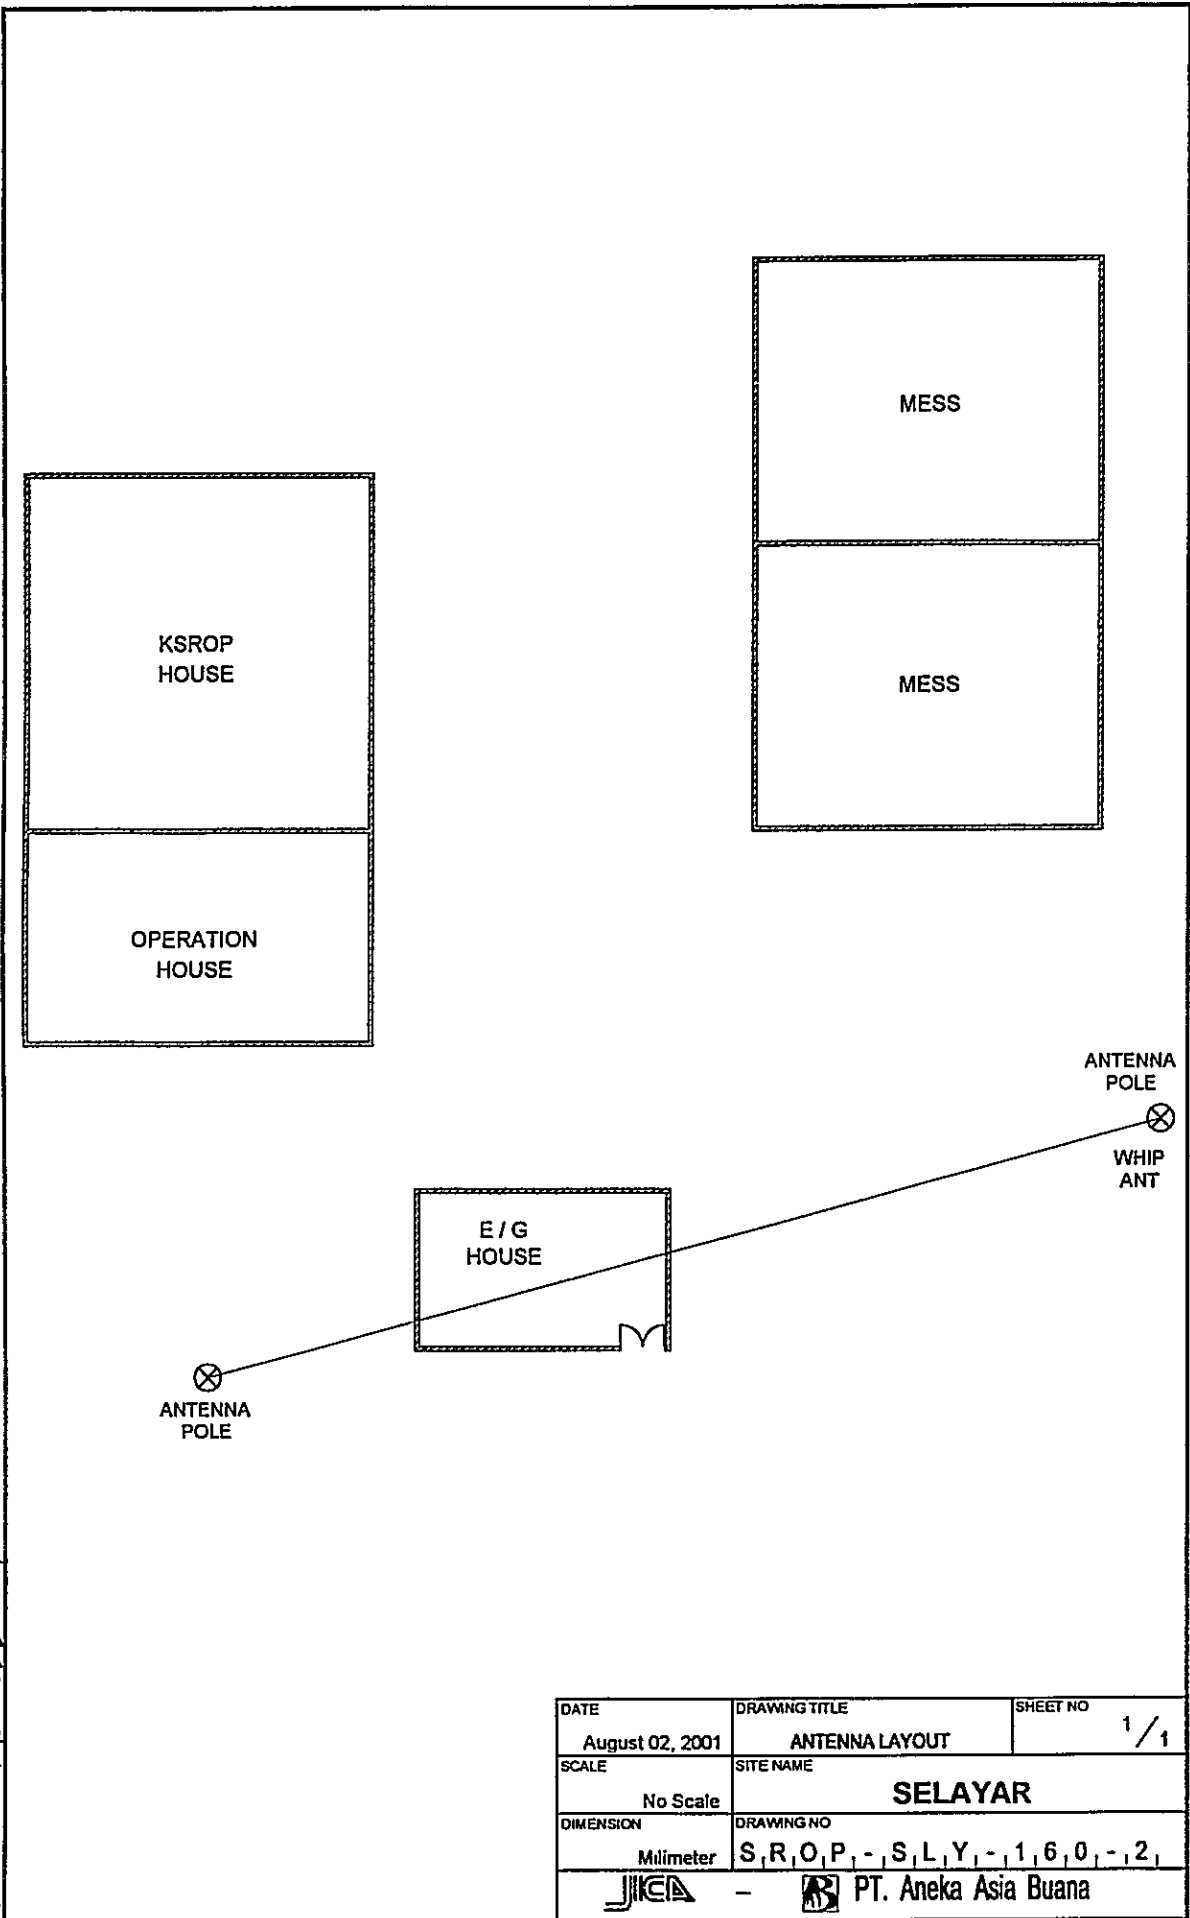 MESS
KSROP
HOUSE
MESS
OPERATION
HOUSE
ANTENNA
POLE
WHIP
ANT
E / G
HOUSE
ANTENNA
POLE
DATE
August 02, 2001
DRAWING TITLE
ANTENNA LAYOUT
SHEET NO
1/1
SCALE
No Scale
SITE NAME
SELAYAR
DIMENSION
Milimeter
DRAWING NO
SROP-SLY-160-2
JICA - PT. Aneka Asia Buana